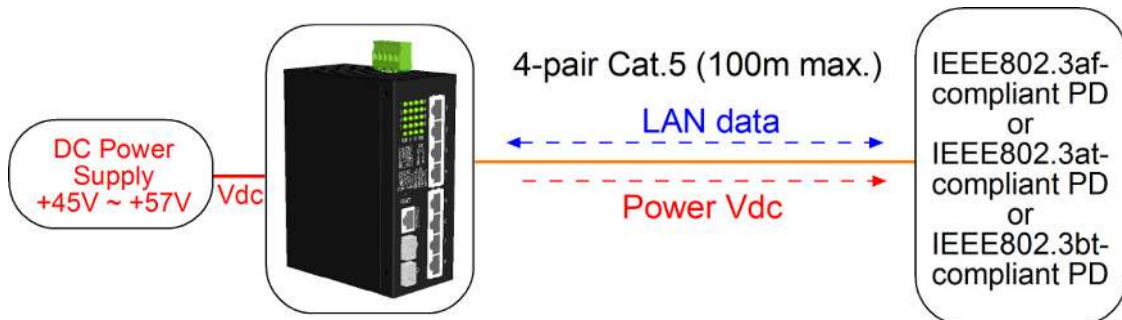 DC Power
Supply
+45V ~ +57V
Vdc
4-pair Cat.5 (100m max.)
LAN data
Power Vdc
IEEE802.3af-
compliant PD
or
IEEE802.3at-
compliant PD
or
IEEE802.3bt-
compliant PD